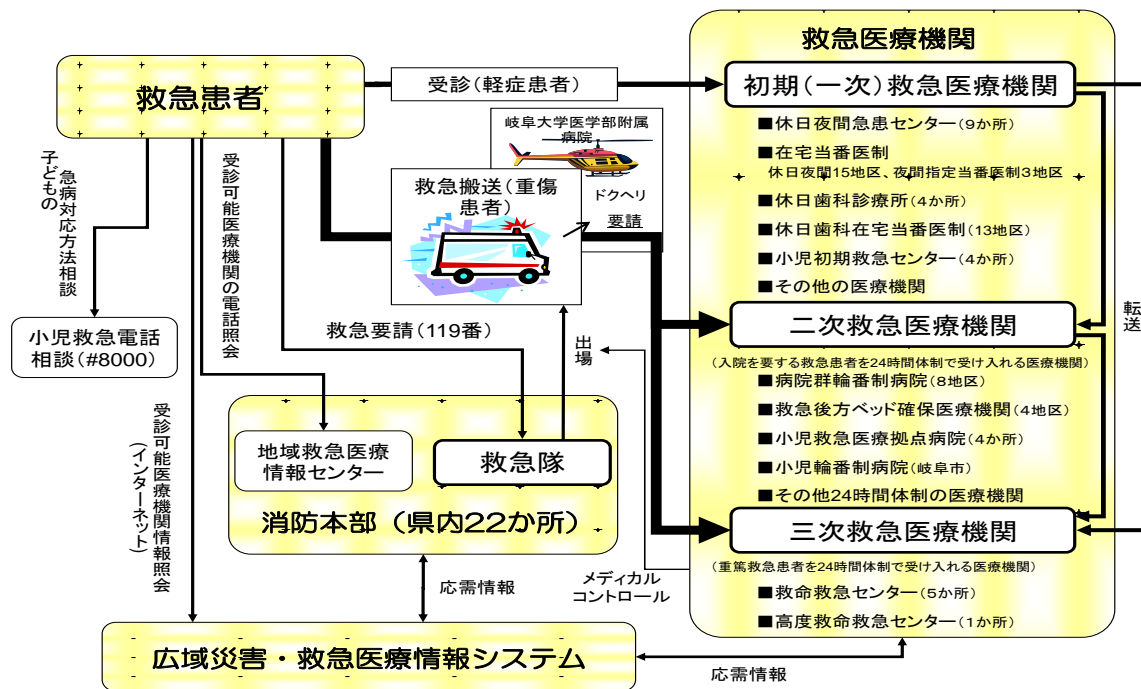 救急医療機関
救急患者
受診(軽症患者)
初期(一次)救急医療機関
■休日夜間急患センター(9か所)
■在宅当番医制
休日夜間15地区、夜間指定当番医制3地区
■休日歯科診療所(4か所)
■休日歯科在宅当番医制(13地区)
■小児初期救急センター(4か所)
■その他の医療機関
岐阜大学医学部附属
病院
ドクヘリ
要請
救急搬送(重傷
患者)
子どもの
急病対応方法相談
受診可能医療機関の電話照会
小児救急電話
相談(#8000)
救急要請(119番)
出場
転送
二次救急医療機関
(入院を要する救急患者を24時間体制で受け入れる医療機関)
■病院群輪番制病院(8地区)
■救急後方ベッド確保医療機関(4地区)
■小児救急医療拠点病院(4か所)
■小児輪番制病院(岐阜市)
■その他24時間体制の医療機関
地域救急医療
情報センター
救急隊
消防本部(県内22か所)
受診可能医療機関情報照会
(インターネット)
三次救急医療機関
(重篤救急患者を24時間体制で受け入れる医療機関)
■救命救急センター(5か所)
■高度救命救急センター(1か所)
メディカル
コントロール
応需情報
広域災害・救急医療情報システム
応需情報